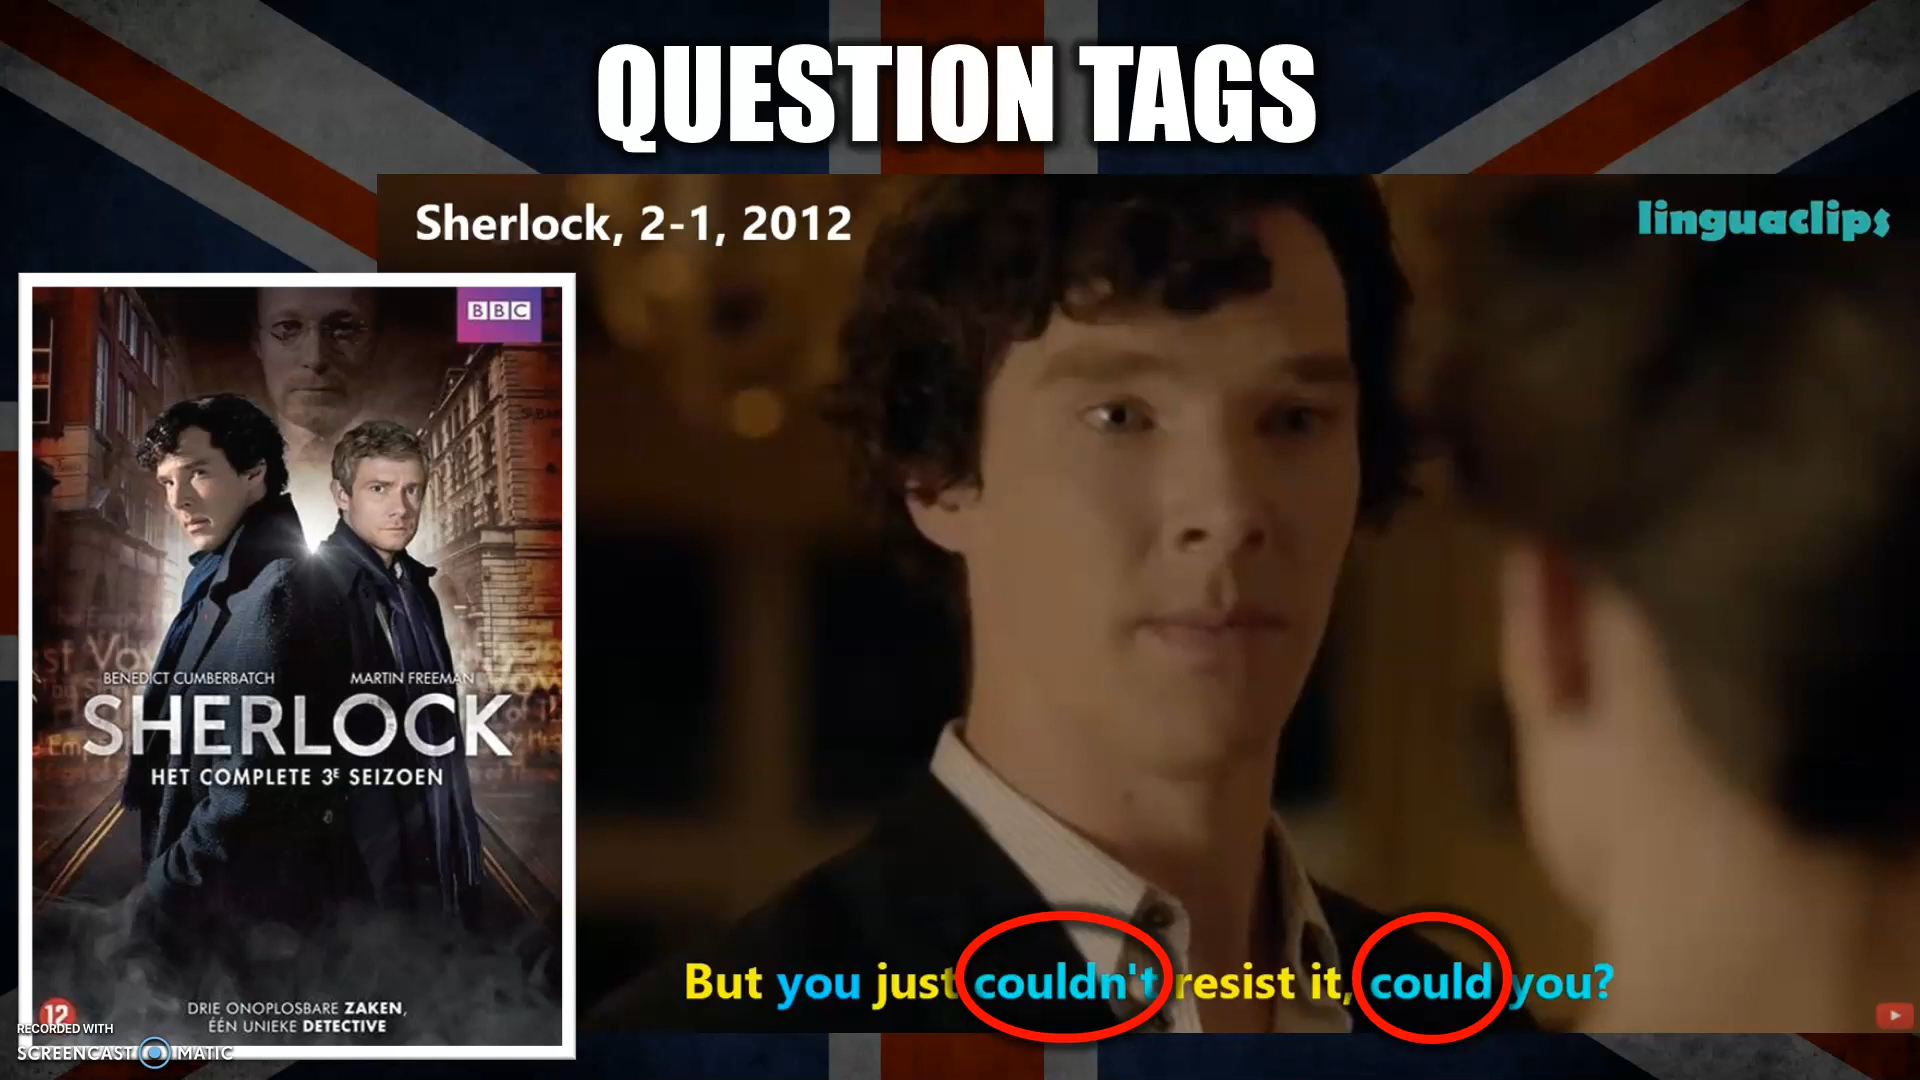 QUESTION TAGS
Sherlock, 2-1, 2012
linguaclips
BBC
BENEDICT CUMBERBATCH MARTIN FREEMAN
SHERLOCK
HET COMPLETE 3E SEIZOEN
DRIE ONOPLOSBARE ZAKEN,
ÉÉN UNIEKE DETECTIVE
12
But you just couldn't resist it, could you?
RECORDED WITH
SCREENCAST MATIC